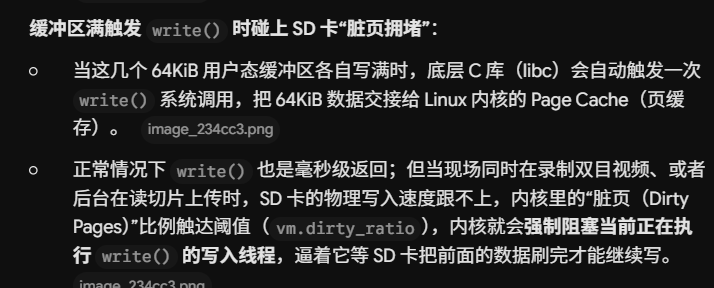 缓冲区满触发 write() 时碰上 SD 卡“脏页拥堵”：
当这几个 64KiB 用户态缓冲区各自写满时，底层 C 库（libc）会自动触发一次
write() 系统调用，把 64KiB 数据交接给 Linux 内核的 Page Cache（页缓
存）。 image_234cc3.png
正常情况下 write() 也是毫秒级返回；但当现场同时在录制双目视频、或者
后台在读切片上传时，SD 卡的物理写入速度跟不上，内核里的“脏页（Dirty
Pages）”比例触达阈值（ vm.dirty_ratio ），内核就会强制阻塞当前正在执
行 write() 的写入线程，逼着它等 SD 卡把前面的数据刷完才能继续写。
image_234cc3.png